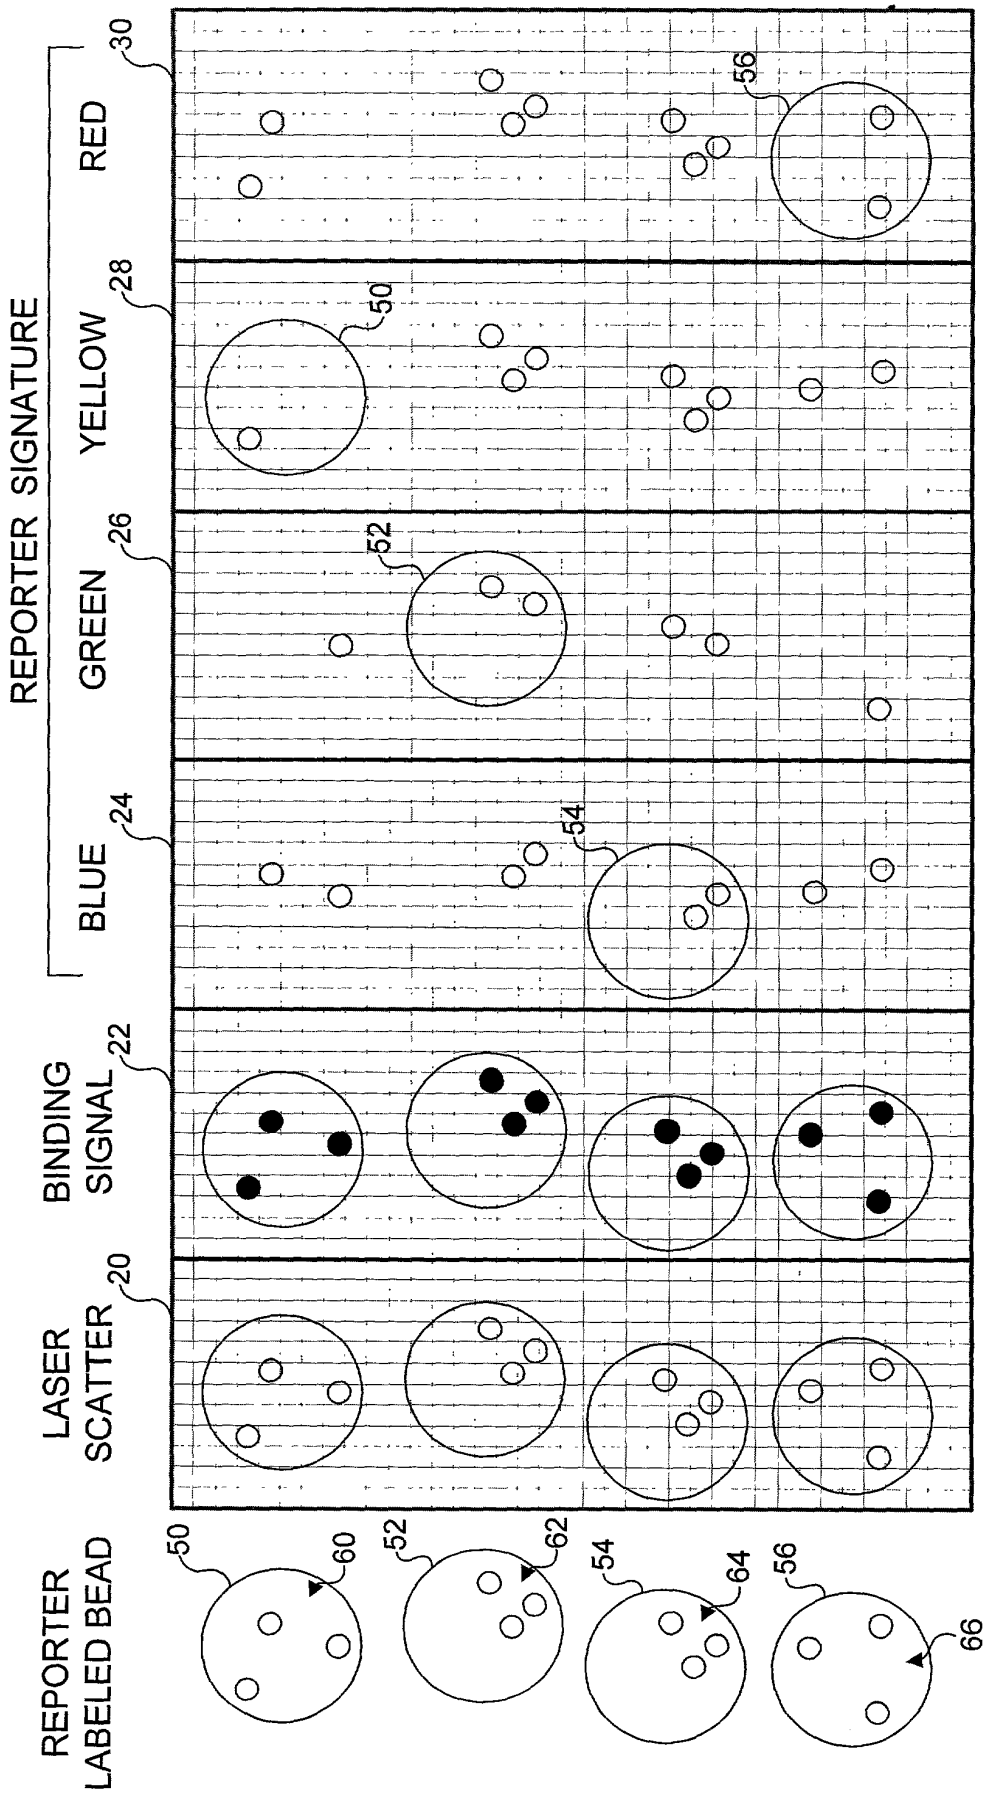 REPORTER SIGNATURE
REPORTER
LABELED BEAD
LASER
SCATTER
20
BINDING
SIGNAL
22
BLUE
24
GREEN
26
YELLOW
28
RED
30
50
60
50
52
62
52
54
64
54
56
66
56